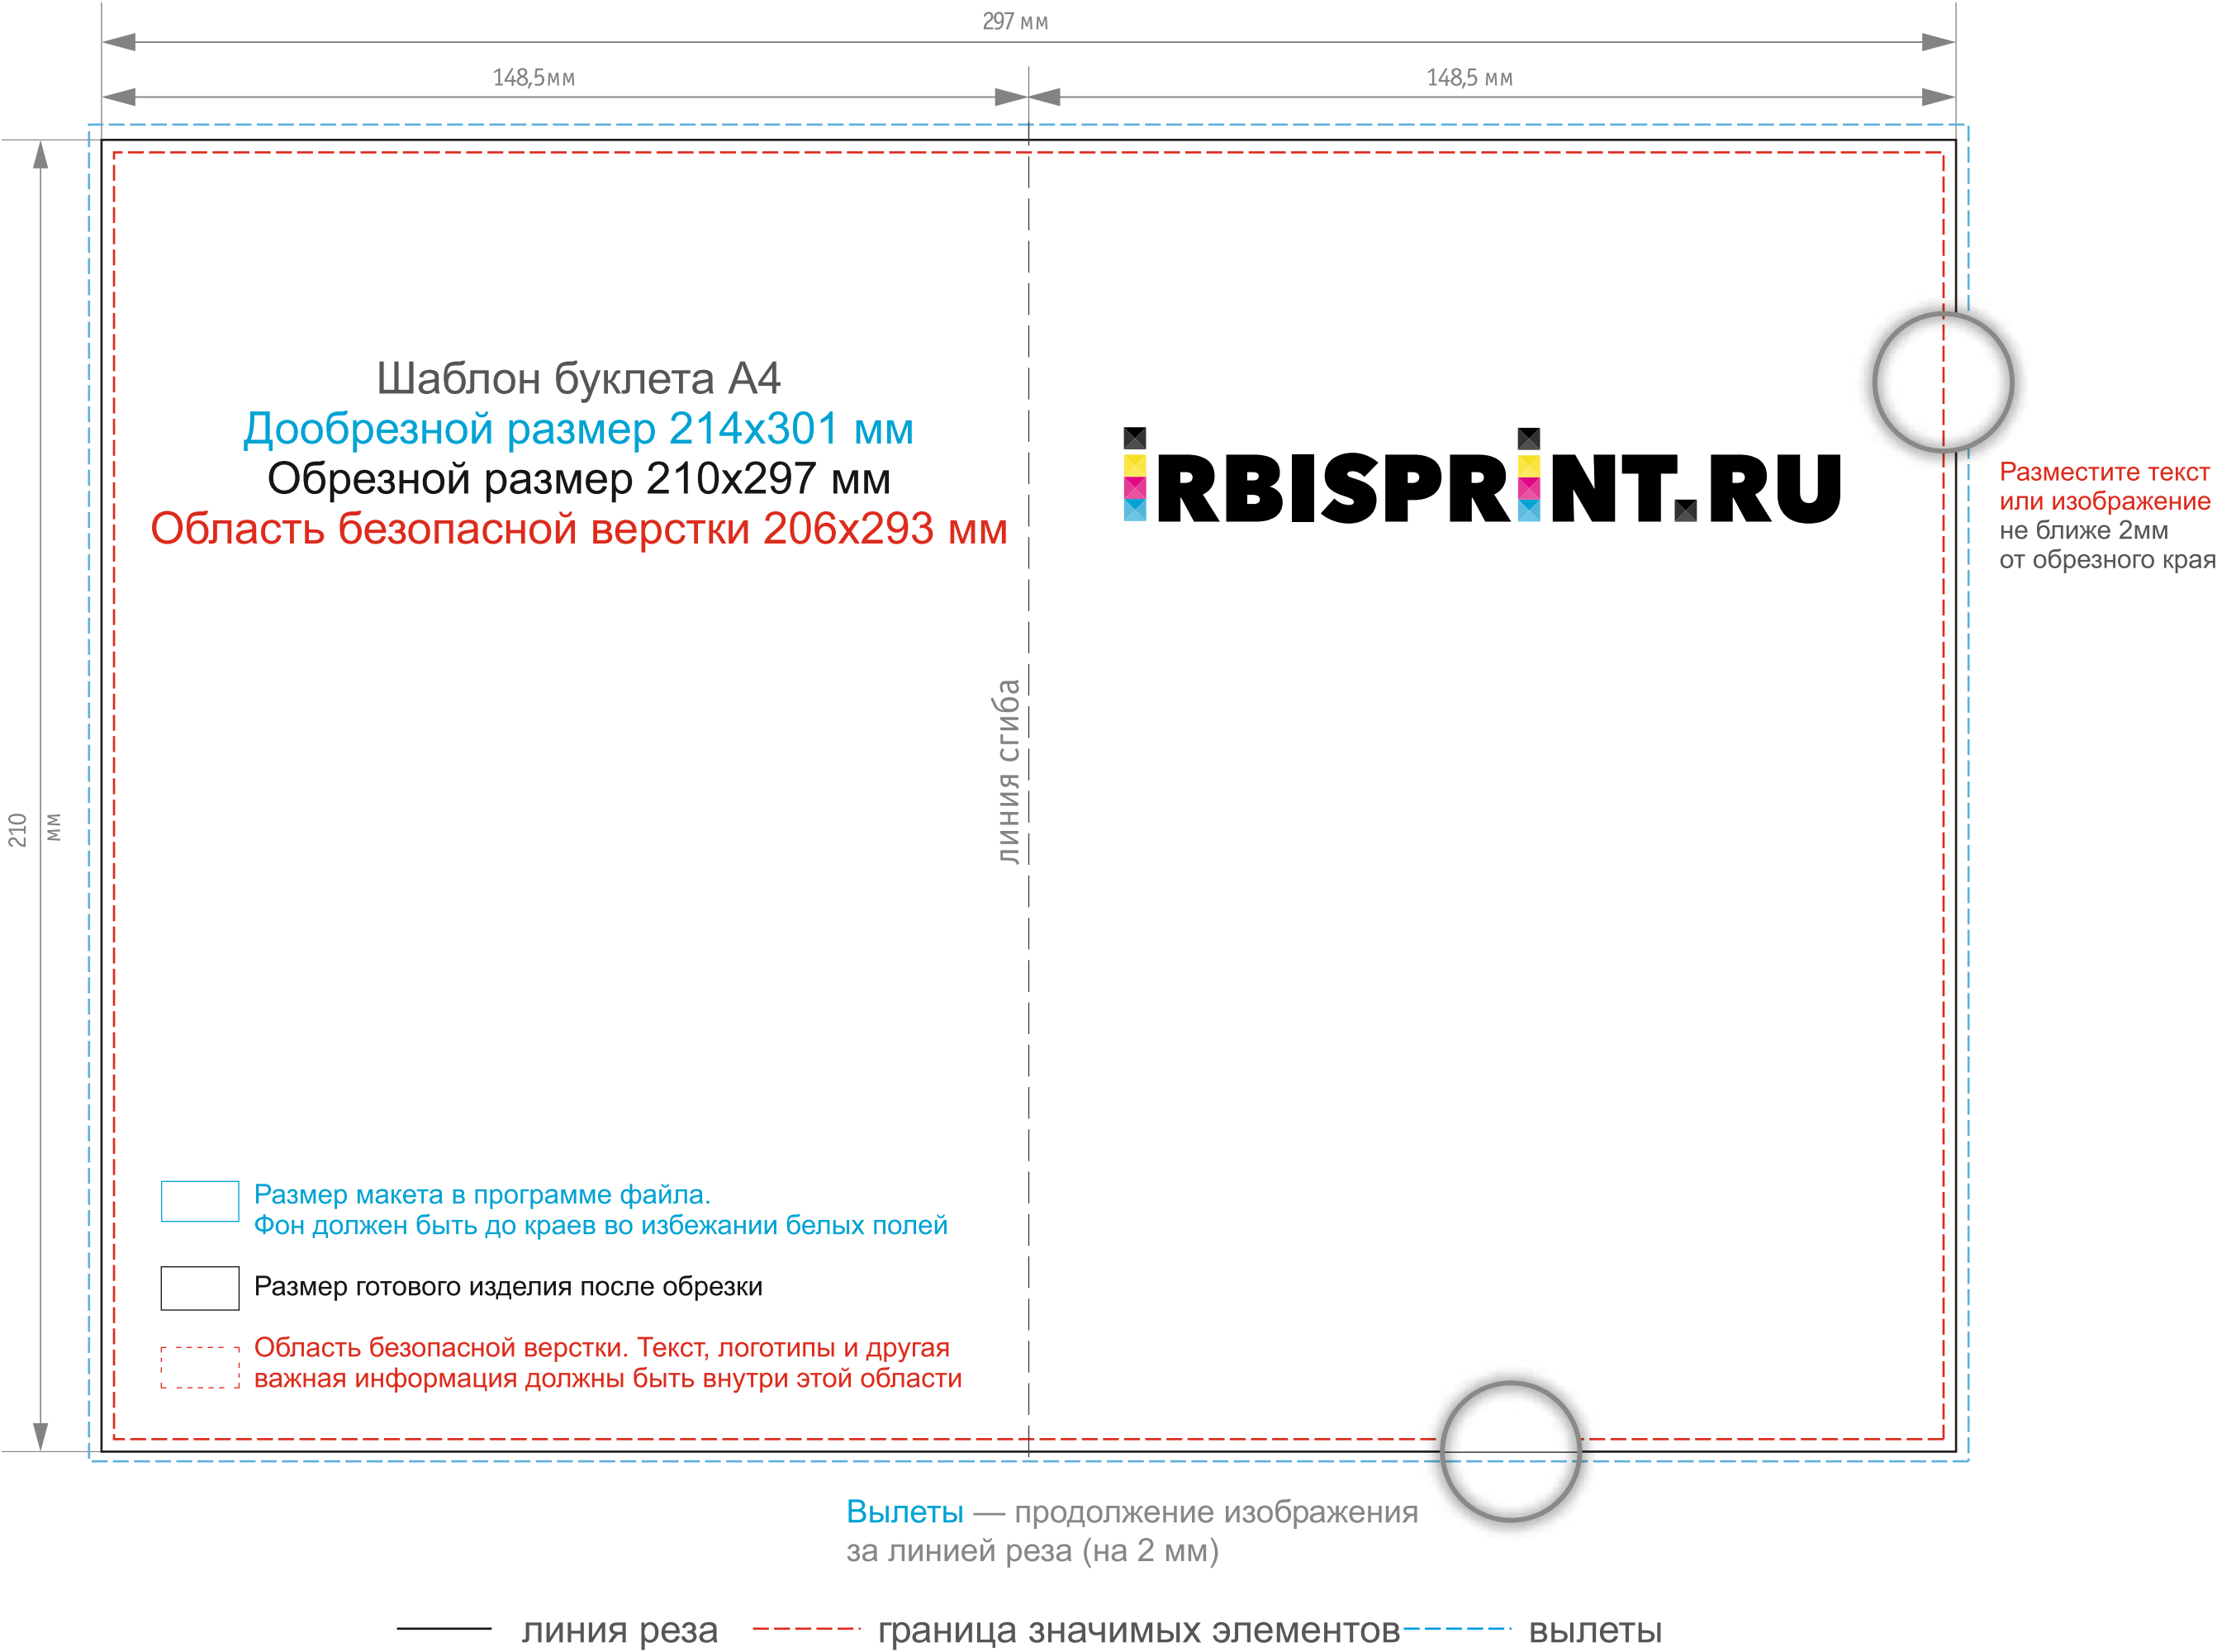 297 мм
148,5мм
148,5 мм
210 мм
Шаблон буклета А4
Дообрезной размер 214х301 мм
Обрезной размер 210х297 мм
Область безопасной верстки 206х293 мм
iRBISPRiNT.RU
Разместите текст
или изображение
не ближе 2мм
от обрезного края
линия сгиба
Размер макета в программе файла.
Фон должен быть до краев во избежании белых полей
Размер готового изделия после обрезки
Область безопасной верстки. Текст, логотипы и другая
важная информация должны быть внутри этой области
Вылеты — продолжение изображения
за линией реза (на 2 мм)
линия реза
граница значимых элементов
вылеты